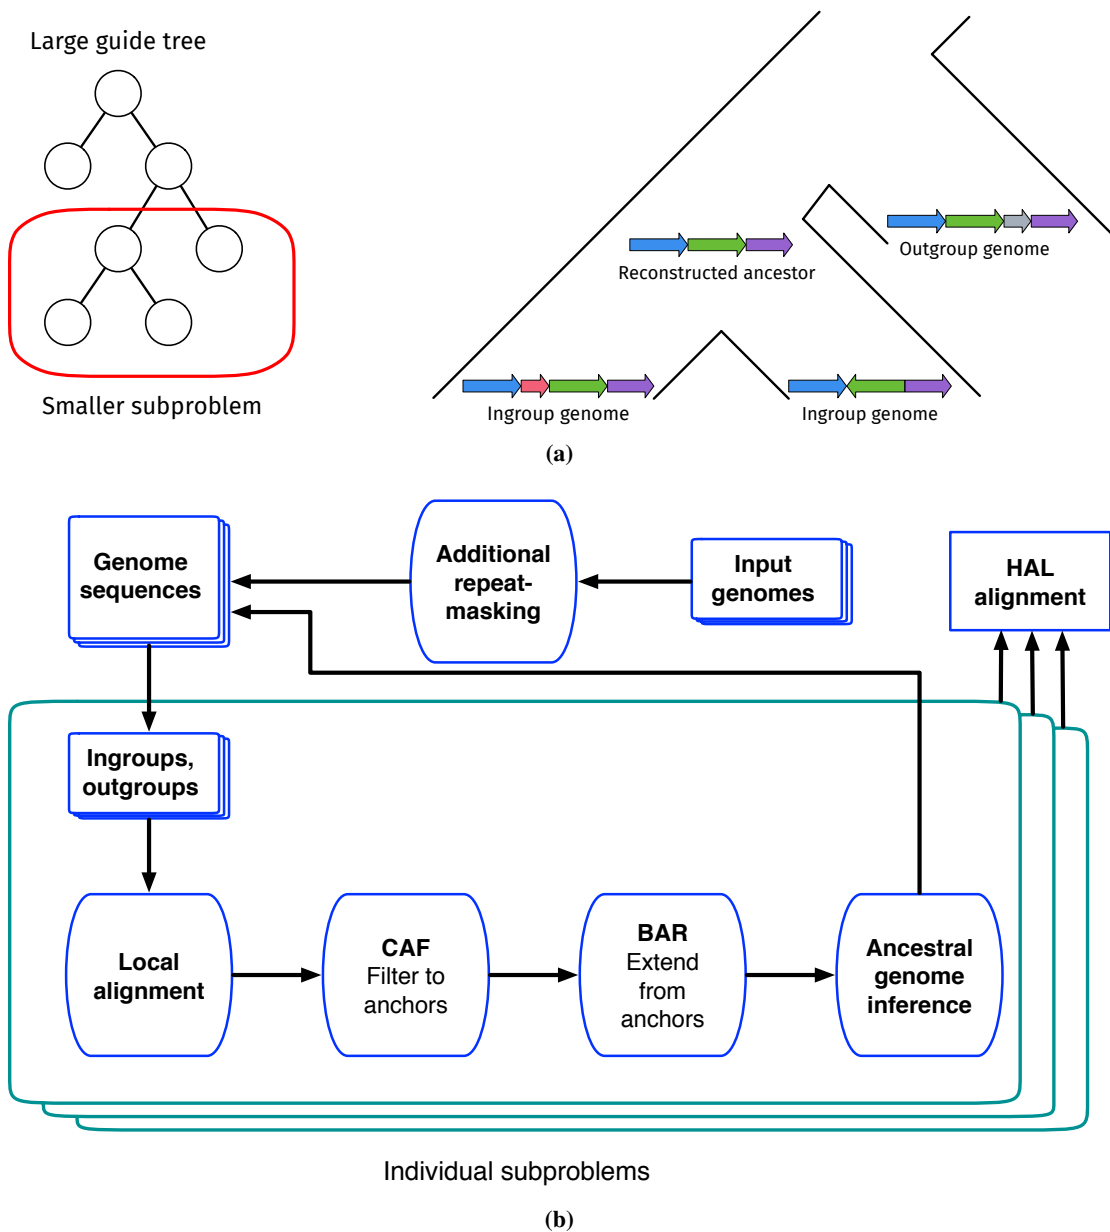 Large guide tree
Smaller subproblem
Reconstructed ancestor
Outgroup genome
Ingroup genome
Ingroup genome
(a)
Genome
sequences
Additional
repeat-
masking
Input
genomes
HAL
alignment
Ingroups,
outgroups
Local
alignment
CAF
Filter to
anchors
BAR
Extend
from
anchors
Ancestral
genome
inference
Individual subproblems
(b)